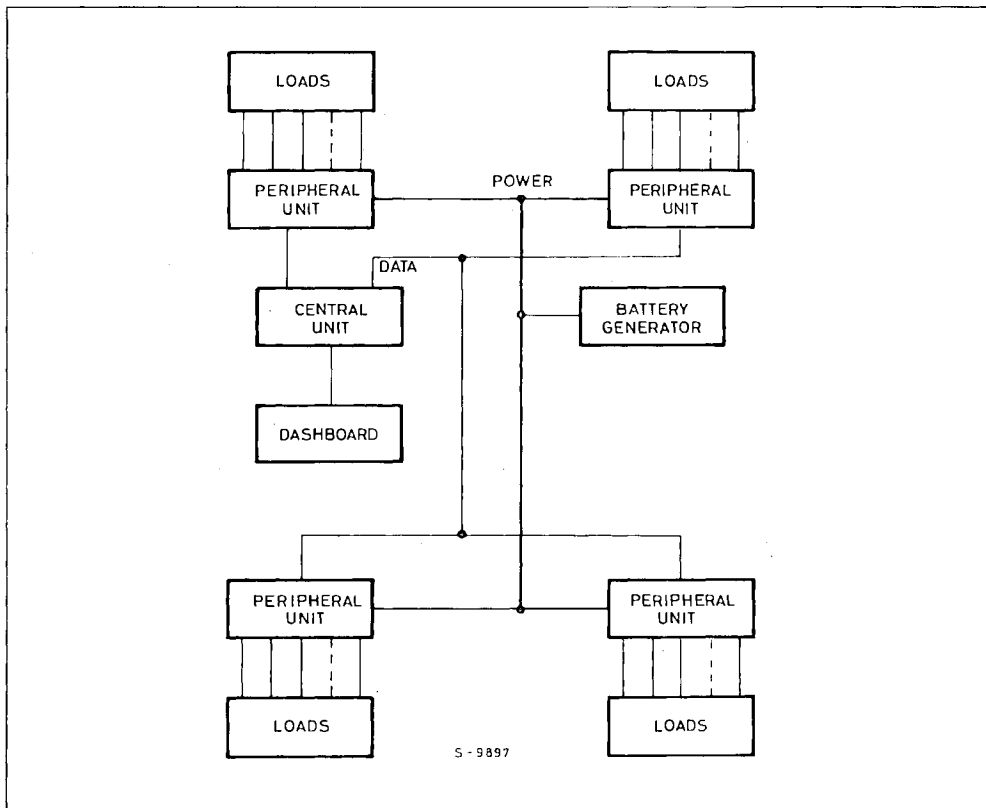 LOADS
LOADS
PERIPHERAL
UNIT
POWER
PERIPHERAL
UNIT
DATA
CENTRAL
UNIT
BATTERY
GENERATOR
DASHBOARD
PERIPHERAL
UNIT
PERIPHERAL
UNIT
LOADS
LOADS
S-9897